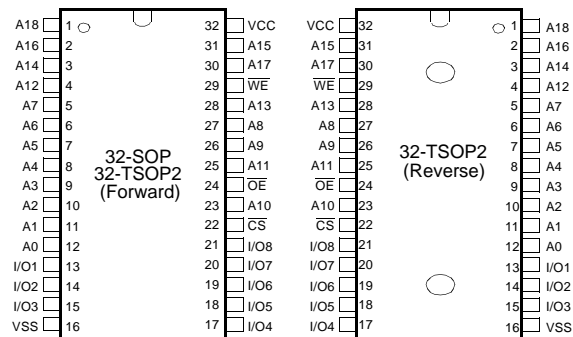 A18 1 32 VCC VCC 32 1 A18
A16 2 31 A15 A15 31 2 A16
A14 3 30 A17 A17 30 3 A14
A12 4 29 W̅E̅ W̅E̅ 29 4 A12
A7 5 28 A13 A13 28 5 A7
A6 6 27 A8 A8 27 6 A6
A5 7 26 A9 A9 26 7 A5
A4 8 25 A11 A11 25 8 A4
A3 9 24 O̅E̅ O̅E̅ 24 9 A3
A2 10 23 A10 A10 23 10 A2
A1 11 22 C̅S̅ C̅S̅ 22 11 A1
A0 12 21 I/O8 I/O8 21 12 A0
I/O1 13 20 I/O7 I/O7 20 13 I/O1
I/O2 14 19 I/O6 I/O6 19 14 I/O2
I/O3 15 18 I/O5 I/O5 18 15 I/O3
VSS 16 17 I/O4 I/O4 17 16 VSS
32-SOP
32-TSOP2
(Forward)
32-TSOP2
(Reverse)